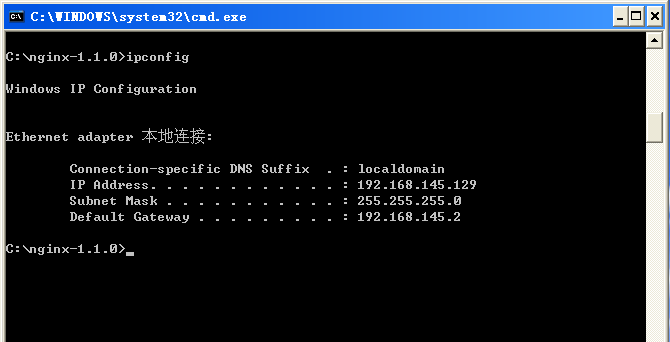 C:\WINDOWS\system32\cmd.exe
C:\nginx-1.1.0>ipconfig
Windows IP Configuration
Ethernet adapter 本地连接:
Connection-specific DNS Suffix  . : localdomain
IP Address. . . . . . . . . . . . : 192.168.145.129
Subnet Mask . . . . . . . . . . . : 255.255.255.0
Default Gateway . . . . . . . . . : 192.168.145.2
C:\nginx-1.1.0>_